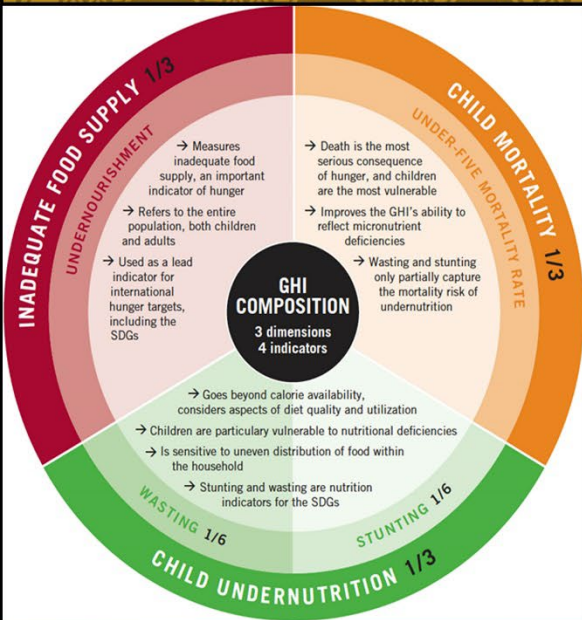 INADEQUATE FOOD SUPPLY 1/3
UNDERNOURISHMENT
→ Measures
inadequate food
supply, an important
indicator of hunger
→ Refers to the entire
population, both children
and adults
→ Used as a lead
indicator for
international
hunger targets,
including the
SDGs
CHILD MORTALITY 1/3
UNDER-FIVE MORTALITY RATE
→ Death is the most
serious consequence
of hunger, and children
are the most vulnerable
→ Improves the GHI's ability to
reflect micronutrient
deficiencies
→ Wasting and stunting
only partially capture
the mortality risk of
undernutrition
GHI
COMPOSITION
3 dimensions
4 indicators
→ Goes beyond calorie availability,
considers aspects of diet quality and utilization
→ Children are particulary vulnerable to nutritional deficiencies
→ Is sensitive to uneven distribution of food within
the household
→ Stunting and wasting are nutrition
indicators for the SDGs
WASTING 1/6
STUNTING 1/6
CHILD UNDERNUTRITION 1/3